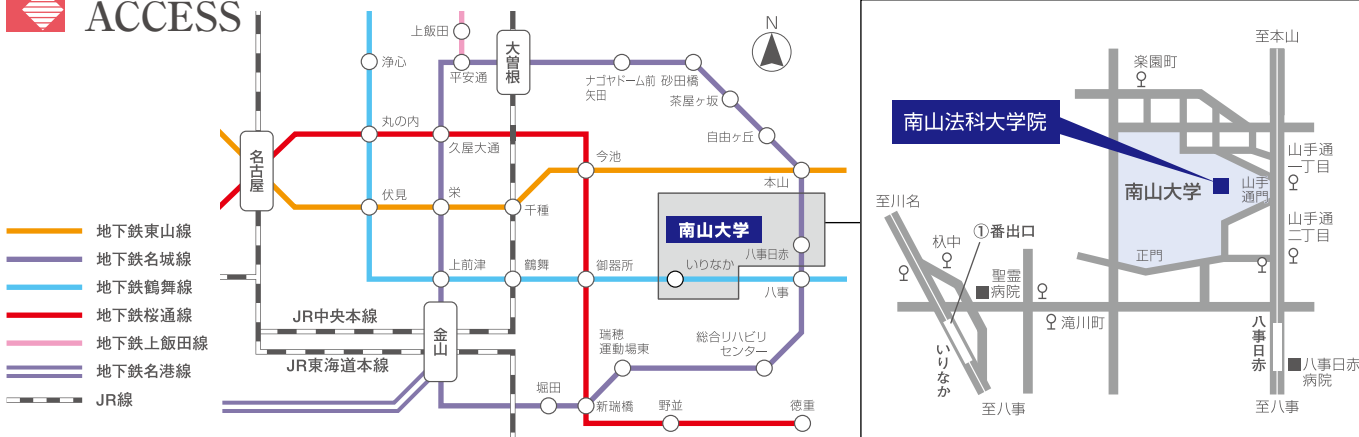 ACCESS
地下鉄東山線
地下鉄名城線
地下鉄鶴舞線
地下鉄桜通線
地下鉄上飯田線
地下鉄名港線
JR線
上飯田
浄心
平安通
大曽根
ナゴヤドーム前
矢田
砂田橋
茶屋ヶ坂
自由ヶ丘
N
名古屋
丸の内
久屋大通
今池
本山
伏見
栄
千種
南山大学
八事日赤
上前津
鶴舞
御器所
いりなか
八事
JR中央本線
JR東海道本線
金山
瑞穂
運動場東
総合リハビリ
センター
堀田
新瑞橋
野並
徳重
至本山
楽園町
南山法科大学院
山手通
一丁目
南山大学
山手
通門
山手通
二丁目
正門
至川名
杁中
①番出口
聖霊
病院
滝川町
いりなか
八事日赤
八事日赤
病院
至八事
至八事